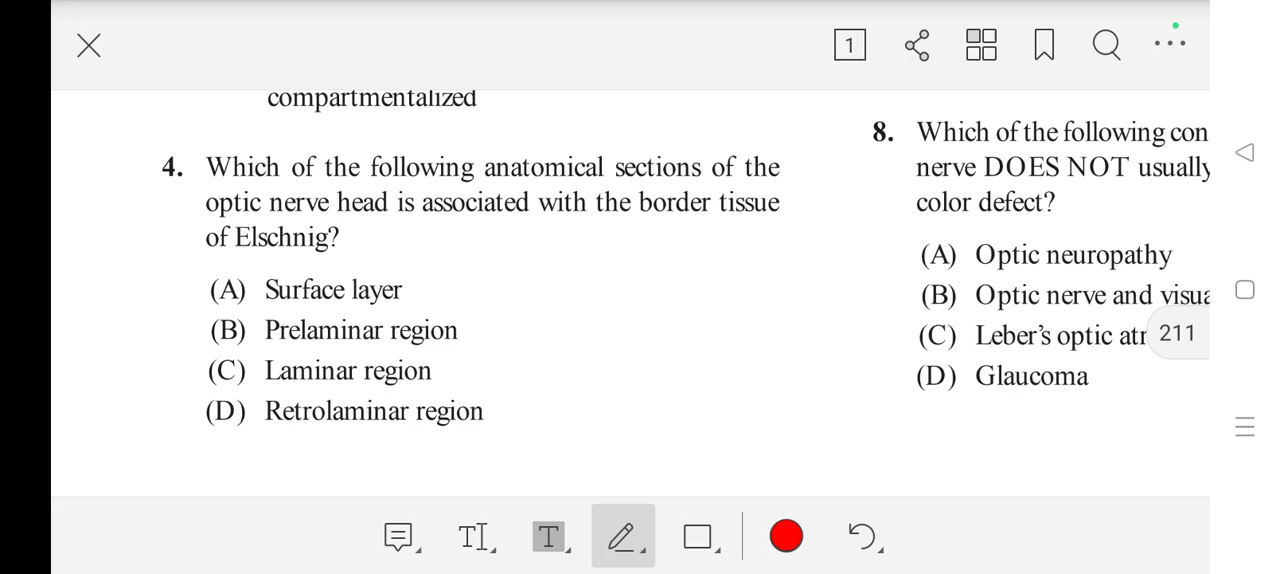 1
compartmentalized
4. Which of the following anatomical sections of the
optic nerve head is associated with the border tissue
of Elschnig?
(A) Surface layer
(B) Prelaminar region
(C) Laminar region
(D) Retrolaminar region
8. Which of the following con
nerve DOES NOT usually
color defect?
(A) Optic neuropathy
(B) Optic nerve and visua
(C) Leber's optic atr
(D) Glaucoma
211
T
T